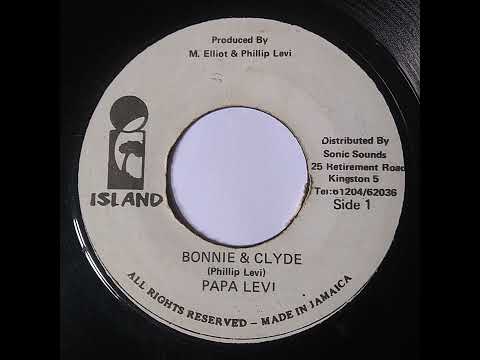 Produced By
M. Elliot & Phillip Levi
ISLAND
Distributed By
Sonic Sounds
25 Retirement Road
Kingston 5
Tel:61204/62036
Side 1
BONNIE & CLYDE
(Phillip Levi)
PAPA LEVI
ALL RIGHTS RESERVED – MADE IN JAMAICA